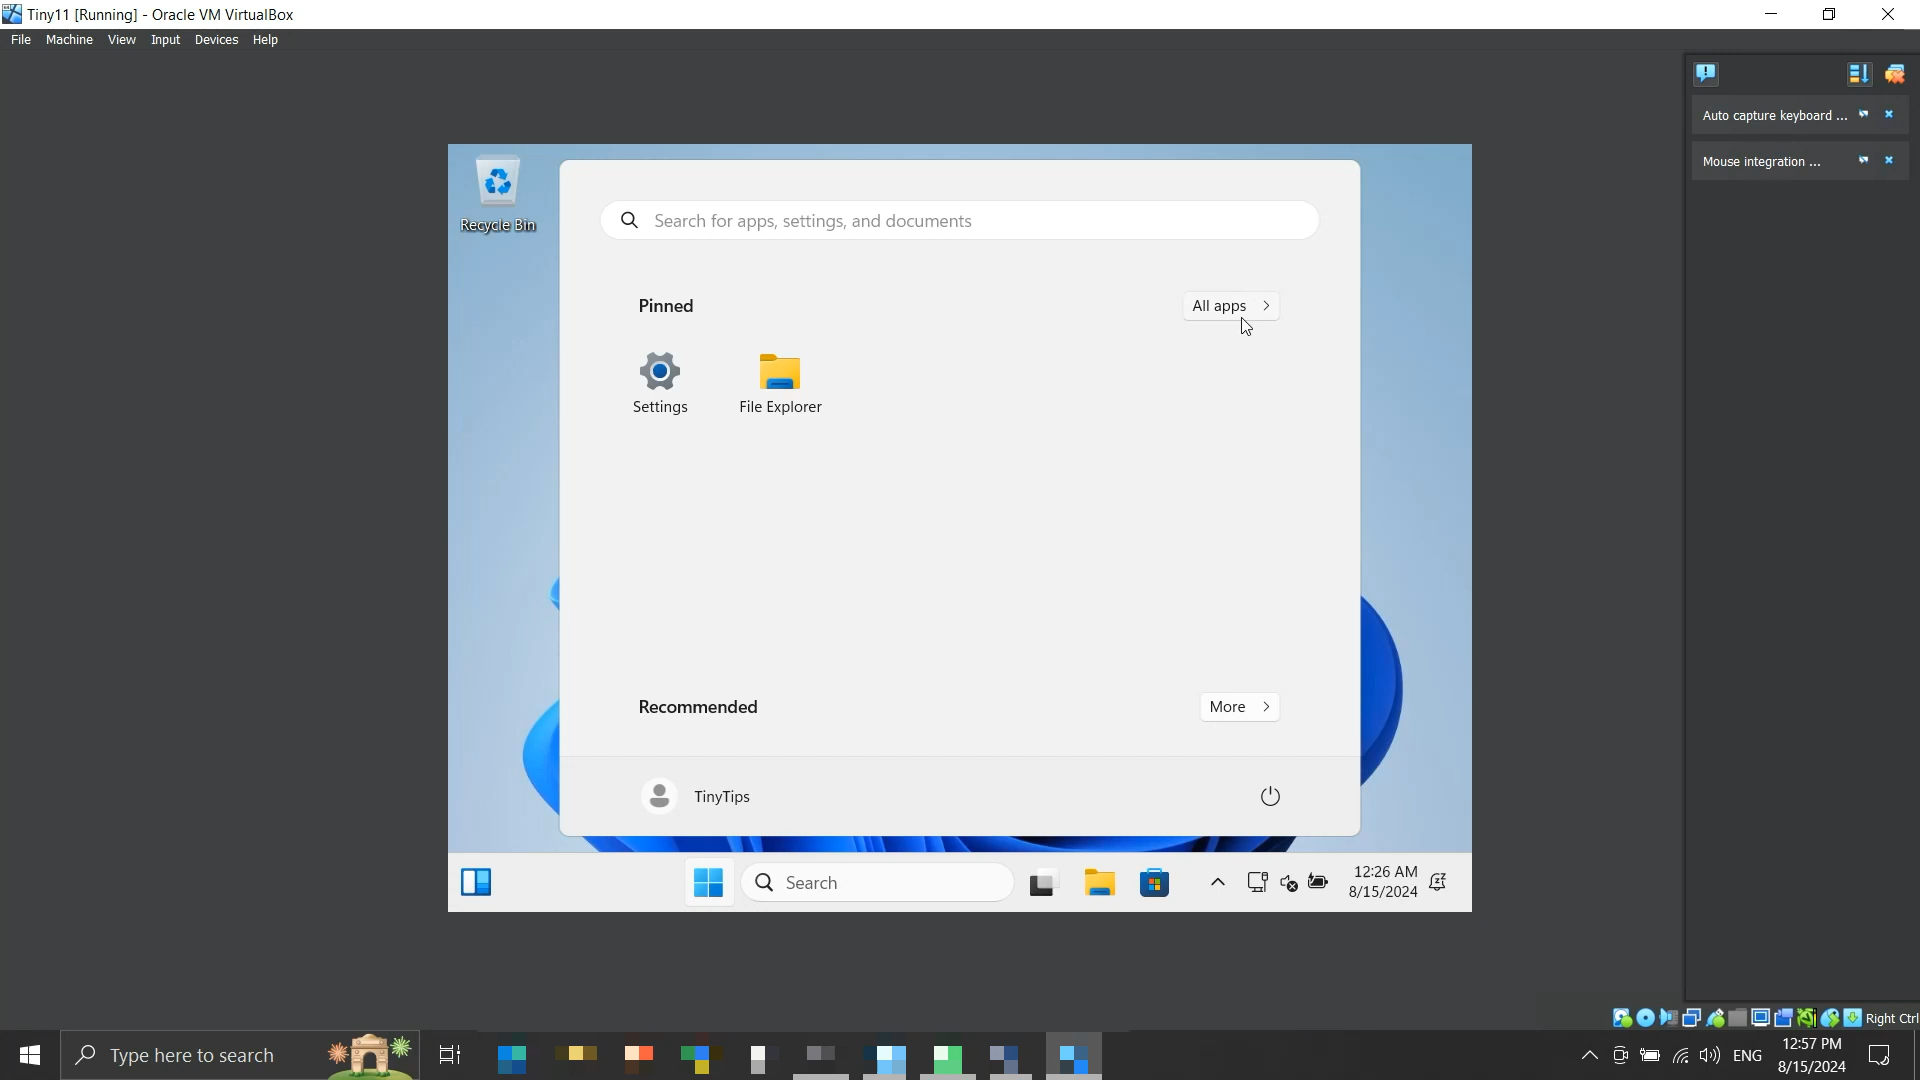 Tiny11 [Running] - Oracle VM VirtualBox
File Machine View Input Devices Help
Auto capture keyboard ...
Mouse integration ...
Recycle Bin
Search for apps, settings, and documents
Pinned
All apps
Settings
File Explorer
Recommended
More
TinyTips
Search
12:26 AM
8/15/2024
Right Ctrl
Type here to search
ENG
12:57 PM
8/15/2024